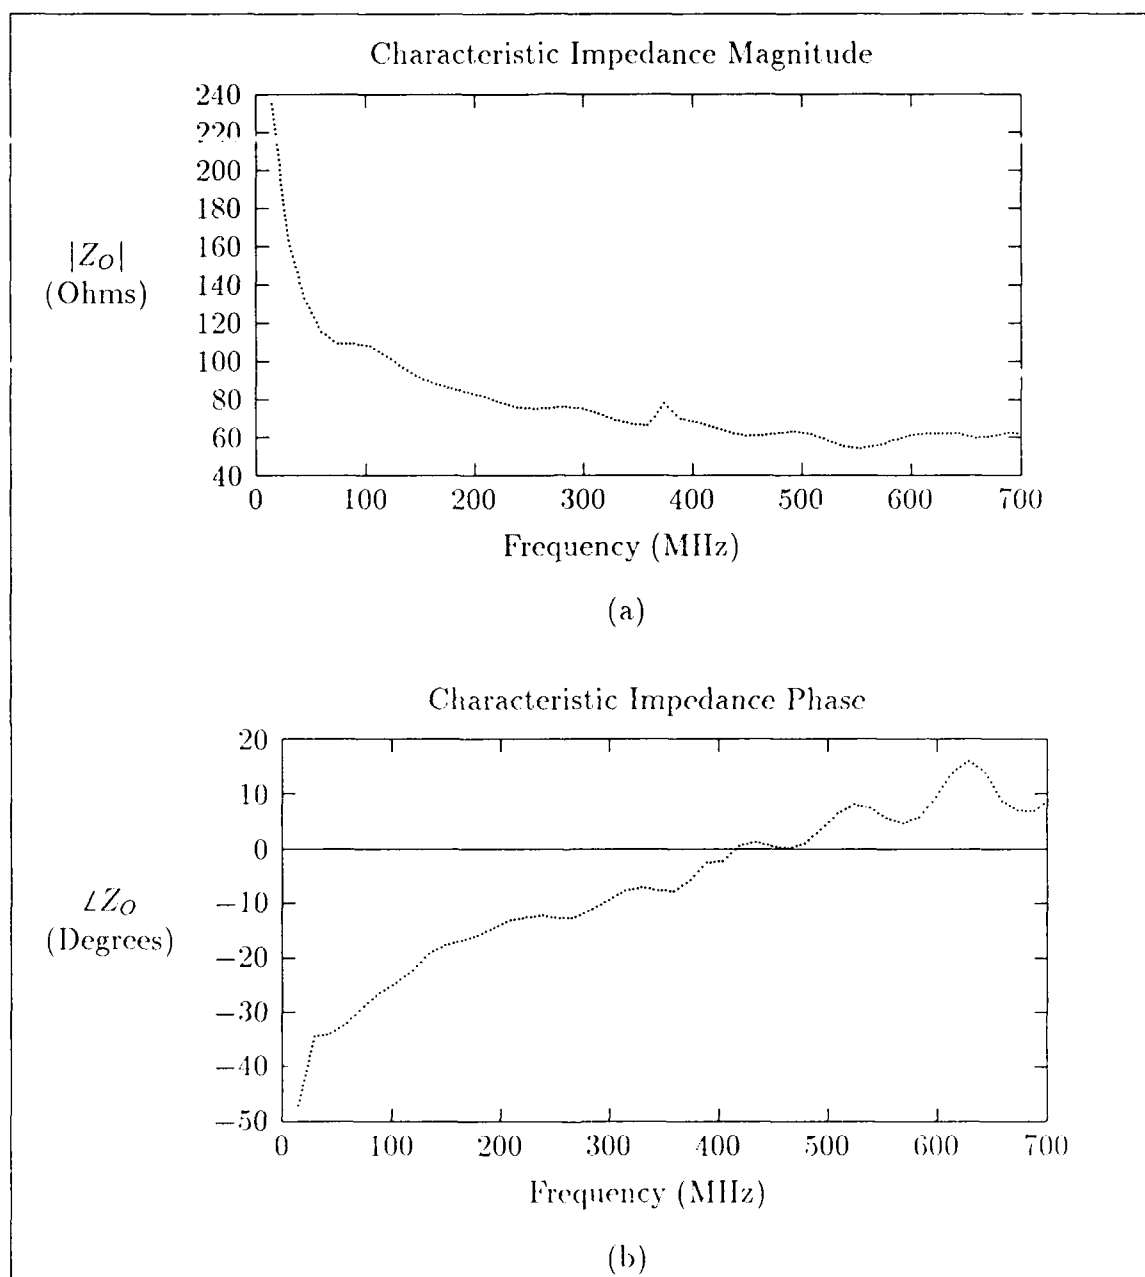 Characteristic Impedance Magnitude
240
220
200
180
160
140
120
100
80
60
40
|Z_O|
(Ohms)
0 100 200 300 400 500 600 700
Frequency (MHz)
(a)
Characteristic Impedance Phase
20
10
0
−10
−20
−30
−40
−50
∠Z_O
(Degrees)
0 100 200 300 400 500 600 700
Frequency (MHz)
(b)